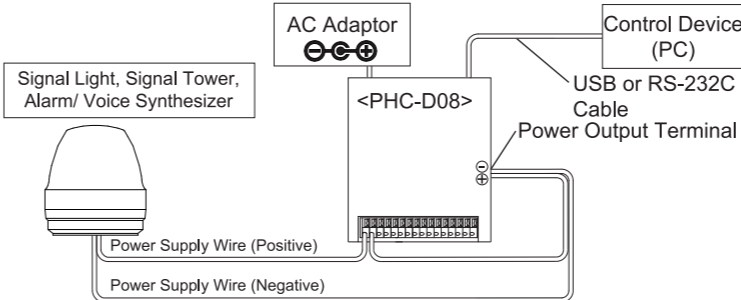 AC Adaptor
Control Device
(PC)
Signal Light, Signal Tower,
Alarm/ Voice Synthesizer
<PHC-D08>
USB or RS-232C
Cable
Power Output Terminal
Power Supply Wire (Positive)
Power Supply Wire (Negative)